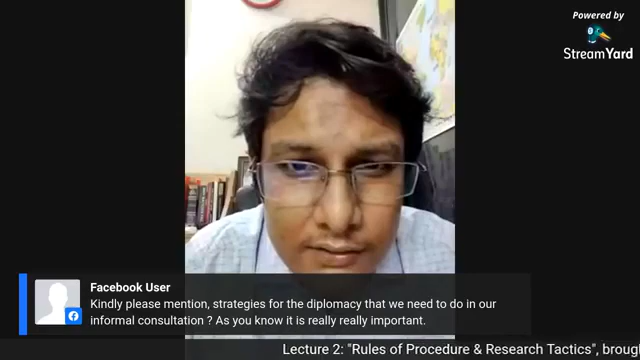 Powered by
StreamYard
Facebook User
Kindly please mention, strategies for the diplomacy that we need to do in our
informal consultation ? As you know it is really really important.
Lecture 2: "Rules of Procedure & Research Tactics", broug